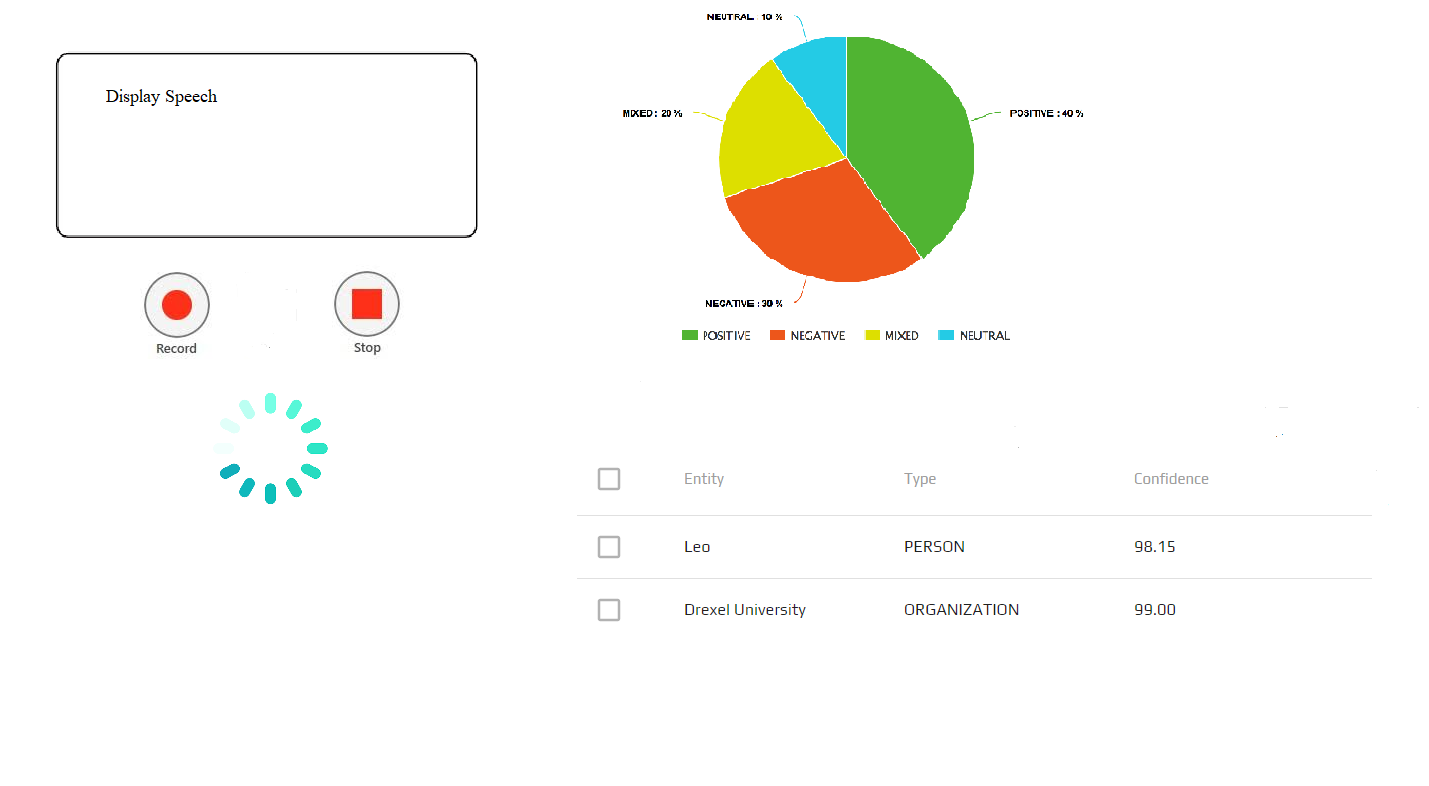 Display Speech
Record
Stop
NEUTRAL : 10 %
MIXED : 20 %
POSITIVE : 40 %
NEGATIVE : 30 %
POSITIVE NEGATIVE MIXED NEUTRAL
Entity Type Confidence
Leo PERSON 98.15
Drexel University ORGANIZATION 99.00